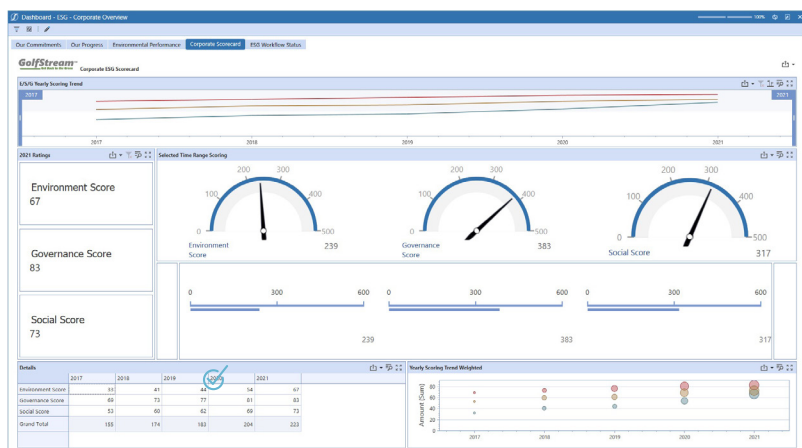 Dashboard - ESG - Corporate Overview
100%
Our Commitments Our Progress Environmental Performance Corporate Scorecard ESG Workflow Status
GolfStream
Corporate ESG Scorecard
E/S/G Yearly Scoring Trend
2017 2021
2017 2018 2019 2020 2021
2021 Ratings
Environment Score
67
Governance Score
83
Social Score
73
Selected Time Range Scoring
0 100 200 300 400 500
Environment Score
239
0 100 200 300 400 500
Governance Score
383
0 100 200 300 400 500
Social Score
317
0 300 600 0 300 600 0 300 600
239 383 317
Details
2017 2018 2019 2020 2021
Environment Score 33 41 44 54 67
Governance Score 69 73 77 81 83
Social Score 53 60 62 69 73
Grand Total 155 174 183 204 223
Yearly Scoring Trend Weighted
Amount [Sum]
80
60
40
20
0
2017 2018 2019 2020 2021